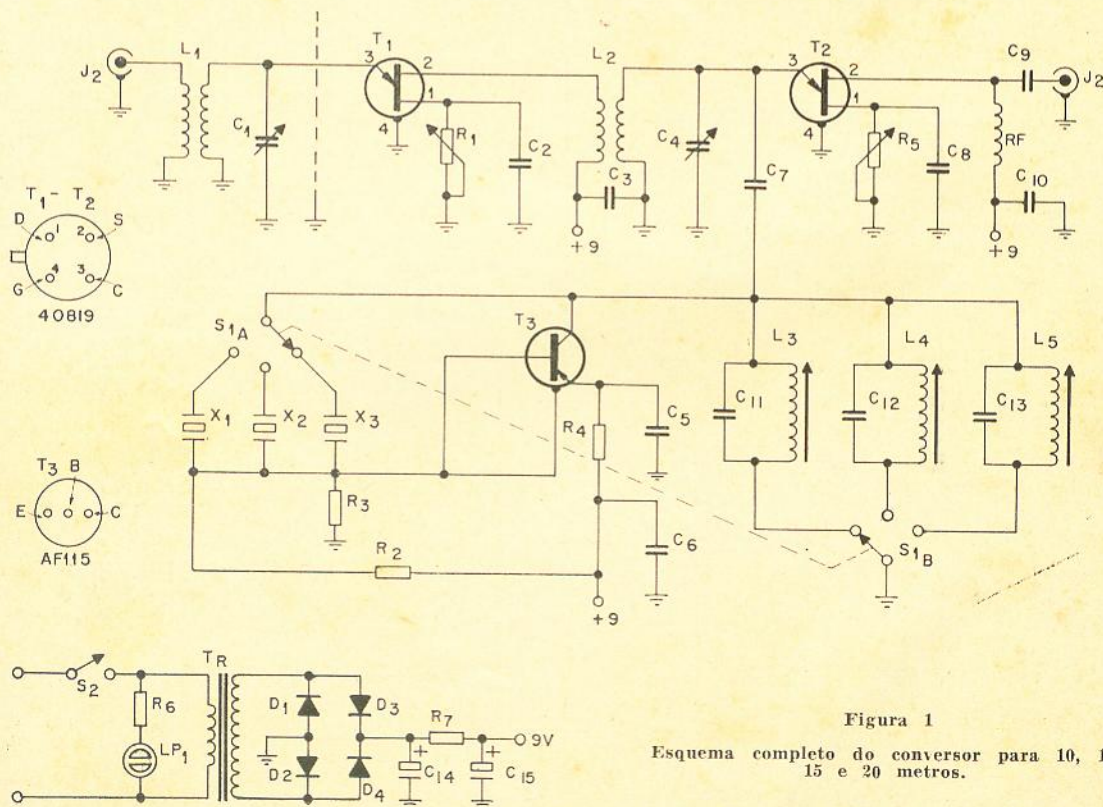 J2
L1
C1
T1
3
2
1
4
R1
C2
L2
C3
+9
C4
C7
T2
3
2
1
4
R5
C8
C9
J2
RF
C10
+9
T1 - T2
D 1 2 S
G 4 3 C
40819
S1A
X1
X2
X3
T3
R4
C5
R3
R2
C6
+9
L3
C11
L4
C12
L5
C13
S1B
T3 B
E C
AF115
S2
R6
LP1
TR
D1
D2
D3
D4
R7
+
C14
+
C15
9V
Figura 1
Esquema completo do conversor para 10,
15 e 20 metros.